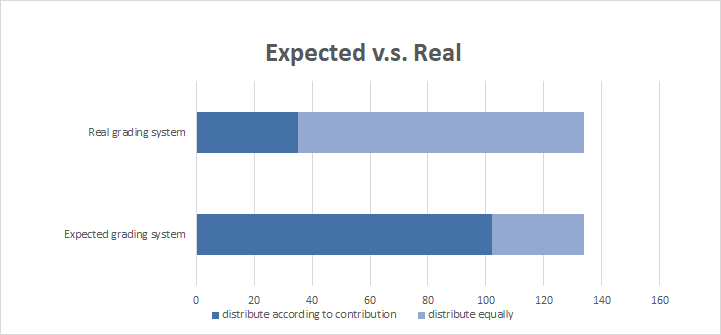 Expected v.s. Real
Real grading system
Expected grading system
0 20 40 60 80 100 120 140 160
distribute according to contribution distribute equally